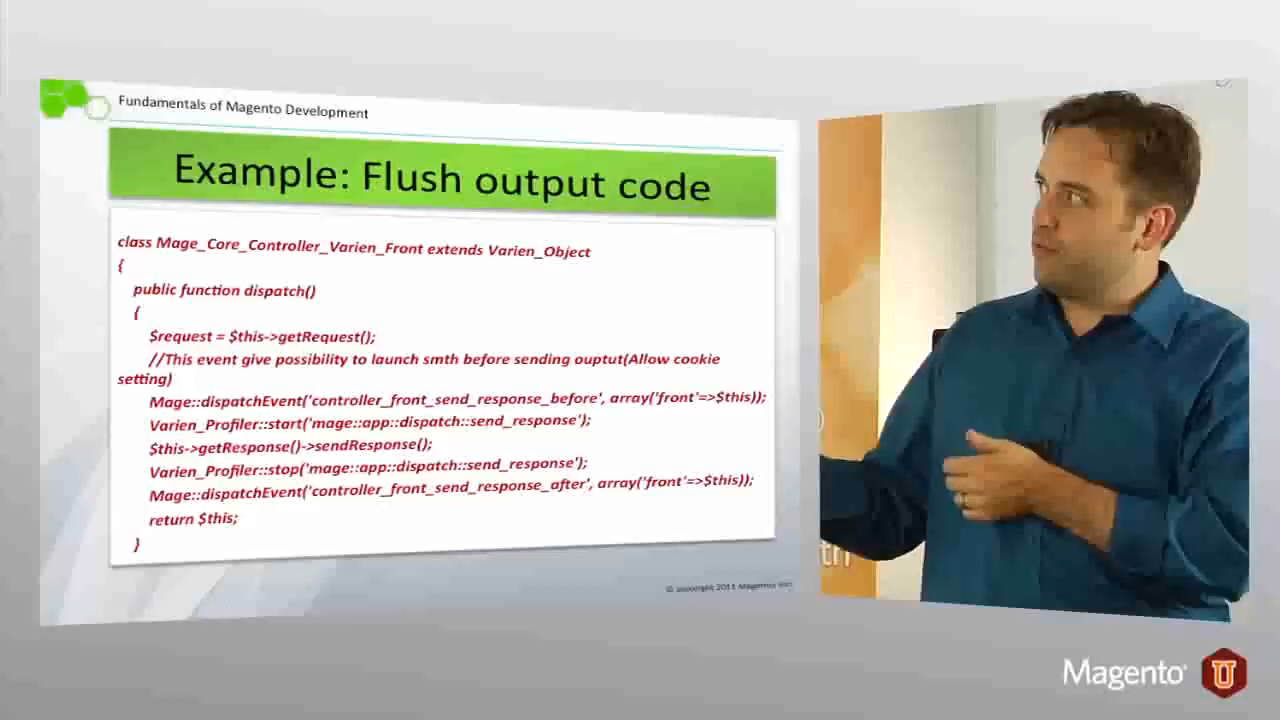 Fundamentals of Magento Development
Example: Flush output code
class Mage_Core_Controller_Varien_Front extends Varien_Object
{
public function dispatch()
{
$request = $this->getRequest();
//This event give possibility to launch smth before sending ouptut(Allow cookie
setting)
Mage::dispatchEvent('controller_front_send_response_before', array('front'=>$this));
Varien_Profiler::start('mage::app::dispatch::send_response');
$this->getResponse()->sendResponse();
Varien_Profiler::stop('mage::app::dispatch::send_response');
Mage::dispatchEvent('controller_front_send_response_after', array('front'=>$this));
return $this;
}
© copyright 2011 Magento
Magento U